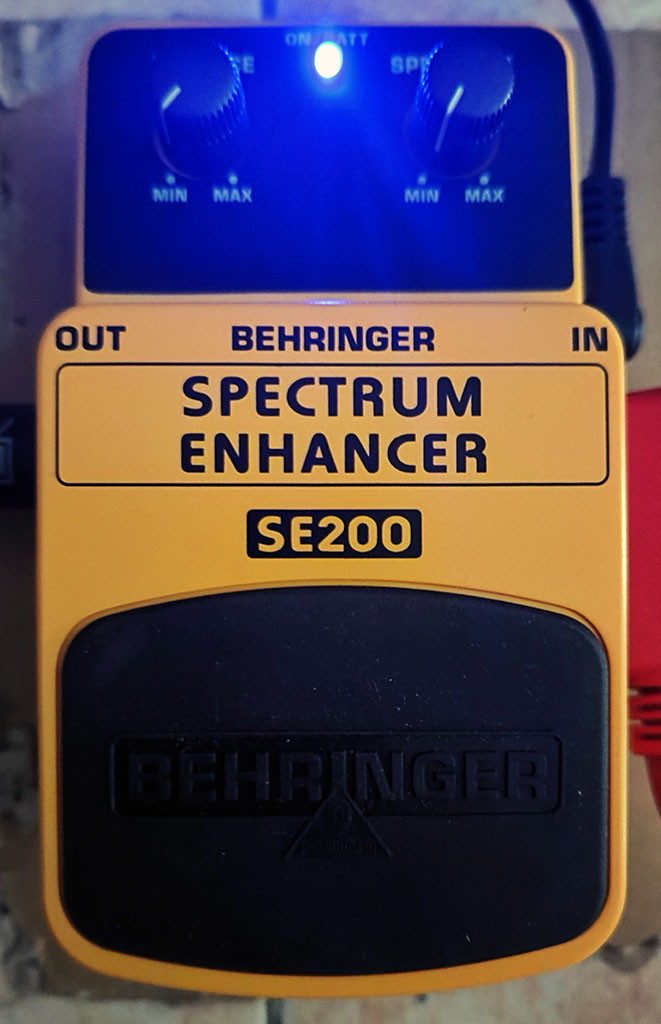 MIN MAX MIN MAX
OUT BEHRINGER IN
SPECTRUM
ENHANCER
SE200
BEHRINGER